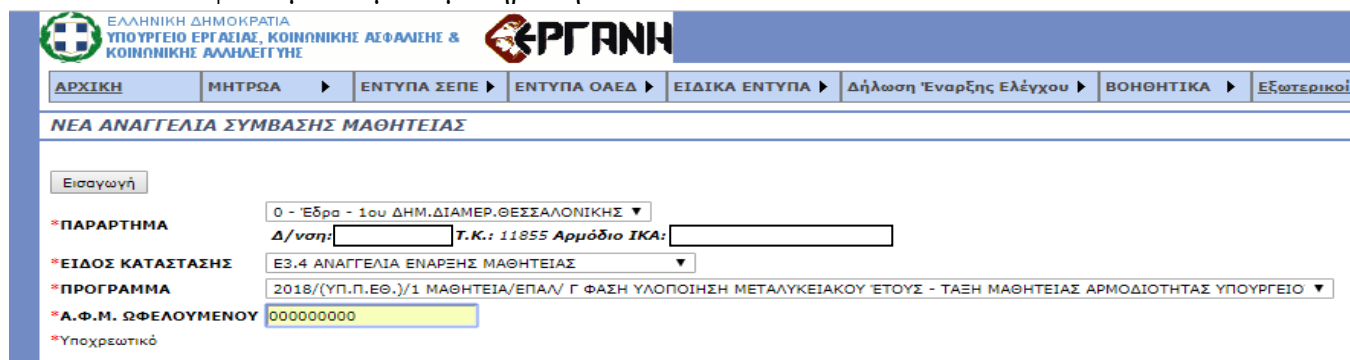 ΕΛΛΗΝΙΚΗ ΔΗΜΟΚΡΑΤΙΑ
ΥΠΟΥΡΓΕΙΟ ΕΡΓΑΣΙΑΣ, ΚΟΙΝΩΝΙΚΗΣ ΑΣΦΑΛΙΣΗΣ &
ΚΟΙΝΩΝΙΚΗΣ ΑΛΛΗΛΕΓΓΥΗΣ
ΕΡΓΑΝΗ
ΑΡΧΙΚΗ ΜΗΤΡΩΑ ΕΝΤΥΠΑ ΣΕΠΕ ΕΝΤΥΠΑ ΟΑΕΔ ΕΙΔΙΚΑ ΕΝΤΥΠΑ Δήλωση Έναρξης Ελέγχου ΒΟΗΘΗΤΙΚΑ Εξωτερικοί
ΝΕΑ ΑΝΑΓΓΕΛΙΑ ΣΥΜΒΑΣΗΣ ΜΑΘΗΤΕΙΑΣ
Εισαγωγή
*ΠΑΡΑΡΤΗΜΑ 0 - Έδρα - 1ου ΔΗΜ.ΔΙΑΜΕΡ.ΘΕΣΣΑΛΟΝΙΚΗΣ
Δ/νση: Τ.Κ.: 11855 Αρμόδιο ΙΚΑ:
*ΕΙΔΟΣ ΚΑΤΑΣΤΑΣΗΣ Ε3.4 ΑΝΑΓΓΕΛΙΑ ΕΝΑΡΞΗΣ ΜΑΘΗΤΕΙΑΣ
*ΠΡΟΓΡΑΜΜΑ 2018/(ΥΠ.Π.ΕΘ.)/1 ΜΑΘΗΤΕΙΑ/ΕΠΑΛ/ Γ ΦΑΣΗ ΥΛΟΠΟΙΗΣΗ ΜΕΤΑΛΥΚΕΙΑΚΟΥ ΈΤΟΥΣ - ΤΑΞΗ ΜΑΘΗΤΕΙΑΣ ΑΡΜΟΔΙΟΤΗΤΑΣ ΥΠΟΥΡΓΕΙΟ
*Α.Φ.Μ. ΩΦΕΛΟΥΜΕΝΟΥ 000000000
*Υποχρεωτικό